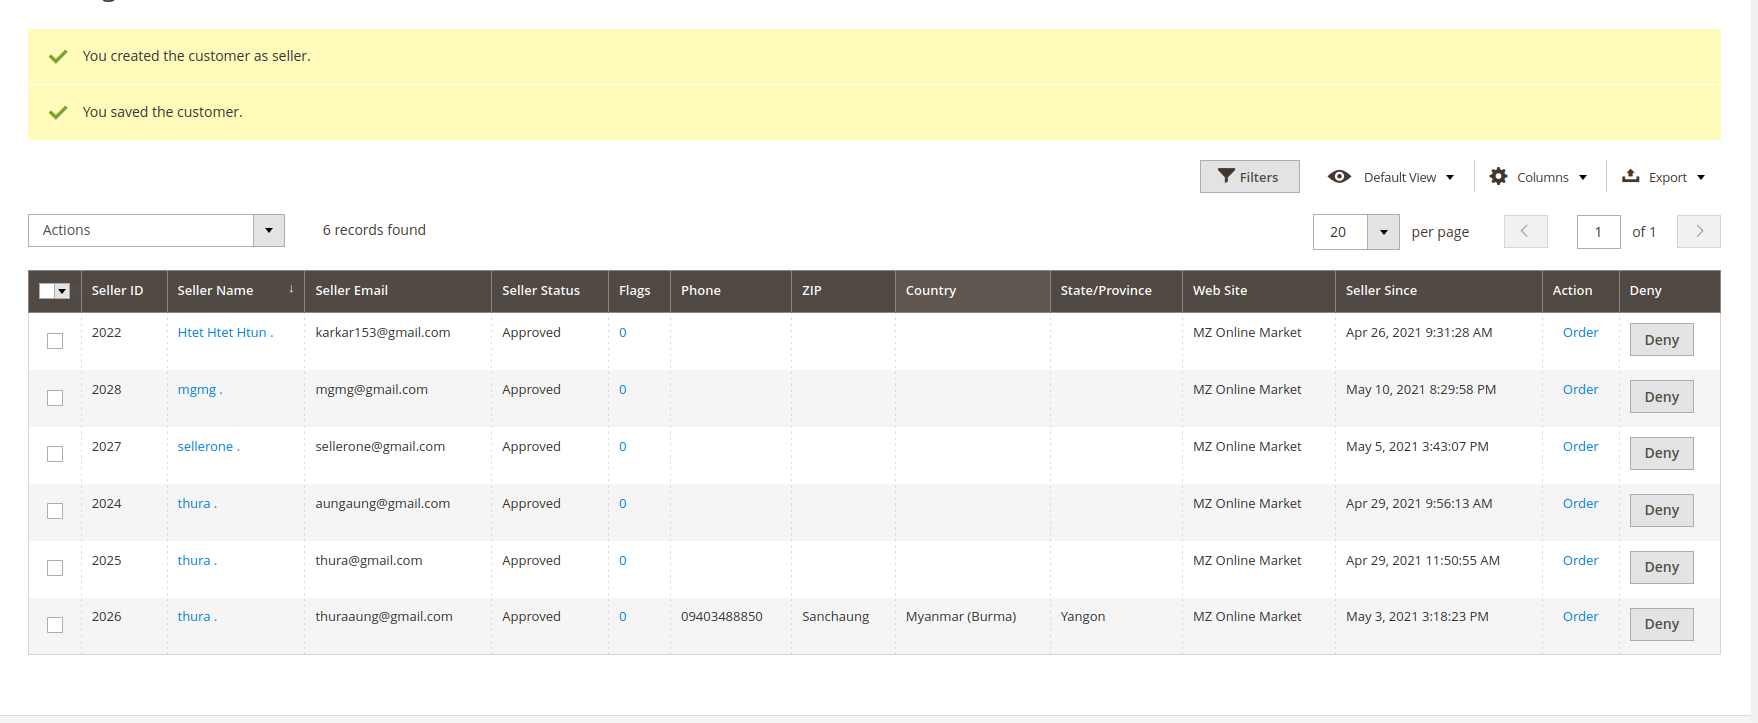 You created the customer as seller.
You saved the customer.
Filters Default View Columns Export
Actions 6 records found 20 per page 1 of 1
Seller ID Seller Name ↓ Seller Email Seller Status Flags Phone ZIP Country State/Province Web Site Seller Since Action Deny
2022 Htet Htet Htun . karkar153@gmail.com Approved 0 MZ Online Market Apr 26, 2021 9:31:28 AM Order Deny
2028 mgmg . mgmg@gmail.com Approved 0 MZ Online Market May 10, 2021 8:29:58 PM Order Deny
2027 sellerone . sellerone@gmail.com Approved 0 MZ Online Market May 5, 2021 3:43:07 PM Order Deny
2024 thura . aungaung@gmail.com Approved 0 MZ Online Market Apr 29, 2021 9:56:13 AM Order Deny
2025 thura . thura@gmail.com Approved 0 MZ Online Market Apr 29, 2021 11:50:55 AM Order Deny
2026 thura . thuraaung@gmail.com Approved 0 09403488850 Sanchaung Myanmar (Burma) Yangon MZ Online Market May 3, 2021 3:18:23 PM Order Deny